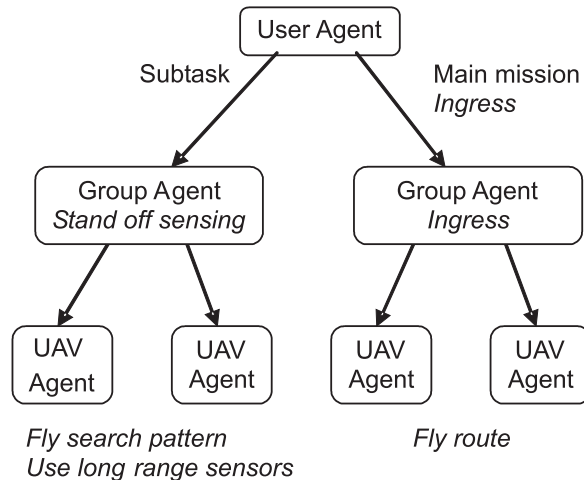 User Agent
Subtask
Main mission
Ingress
Group Agent
Stand off sensing
Group Agent
Ingress
UAV
Agent
UAV
Agent
UAV
Agent
UAV
Agent
Fly search pattern
Use long range sensors
Fly route